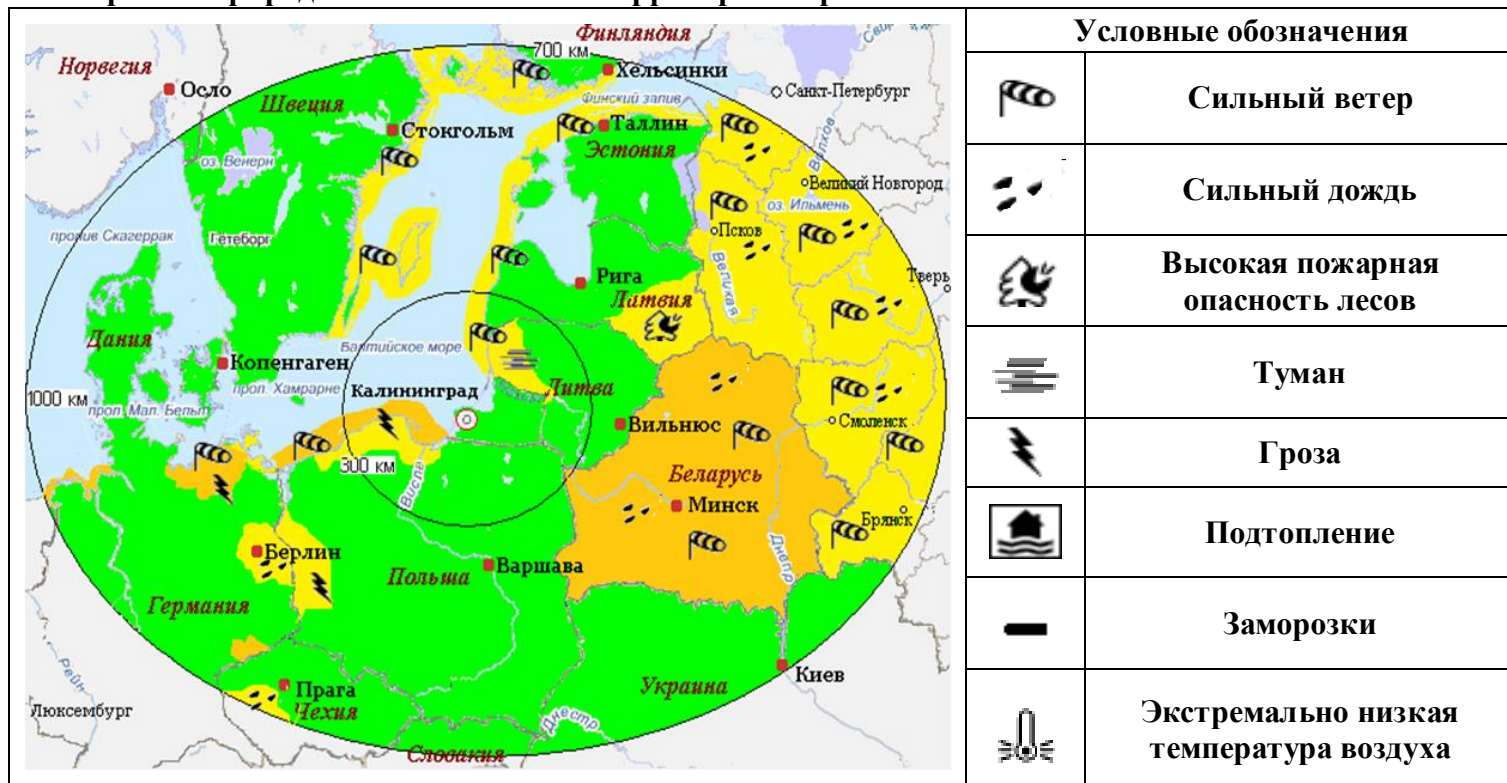 Финляндия
700 км
Норвегия
Осло
Хельсинки
Санкт-Петербург
Швеция
Финский залив
Стокгольм
Таллин
Эстония
Волхов
оз. Венерн
Великий Новгород
оз. Ильмень
Псков
пролив Скагеррак
Гётеборг
Великая
Рига
Тверь
Латвия
Дания
Балтийское море
Копенгаген
прол. Хамрарне
Калининград
Литва
1000 км
прол. Мал. Бельт
Вильнюс
Смоленск
300 км
Висла
Беларусь
Минск
Брянск
Берлин
Днепр
Польша
Варшава
Германия
Рейн
Киев
Прага
Украина
Люксембург
Чехия
Днестр
Словакия
Условные обозначения
Сильный ветер
Сильный дождь
Высокая пожарная
опасность лесов
Туман
Гроза
Подтопление
Заморозки
Экстремально низкая
температура воздуха